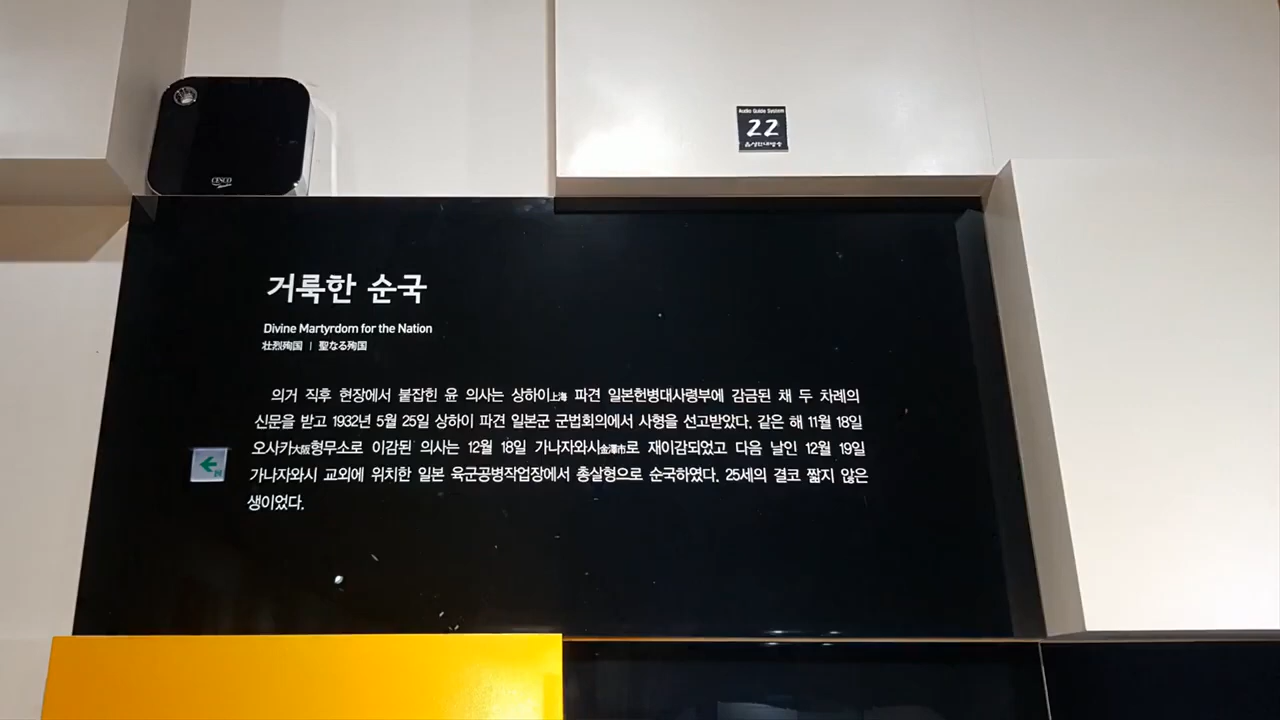 Audio Guide System
22
음성안내방송
거룩한 순국
Divine Martyrdom for the Nation
壮烈殉国 | 聖なる殉国
의거 직후 현장에서 붙잡힌 윤 의사는 상하이上海 파견 일본헌병대사령부에 감금된 채 두 차례의
신문을 받고 1932년 5월 25일 상하이 파견 일본군 군법회의에서 사형을 선고받았다. 같은 해 11월 18일
오사카大阪형무소로 이감된 의사는 12월 18일 가나자와시金澤市로 재이감되었고 다음 날인 12월 19일
가나자와시 교외에 위치한 일본 육군공병작업장에서 총살형으로 순국하였다. 25세의 결코 짧지 않은
생이었다.